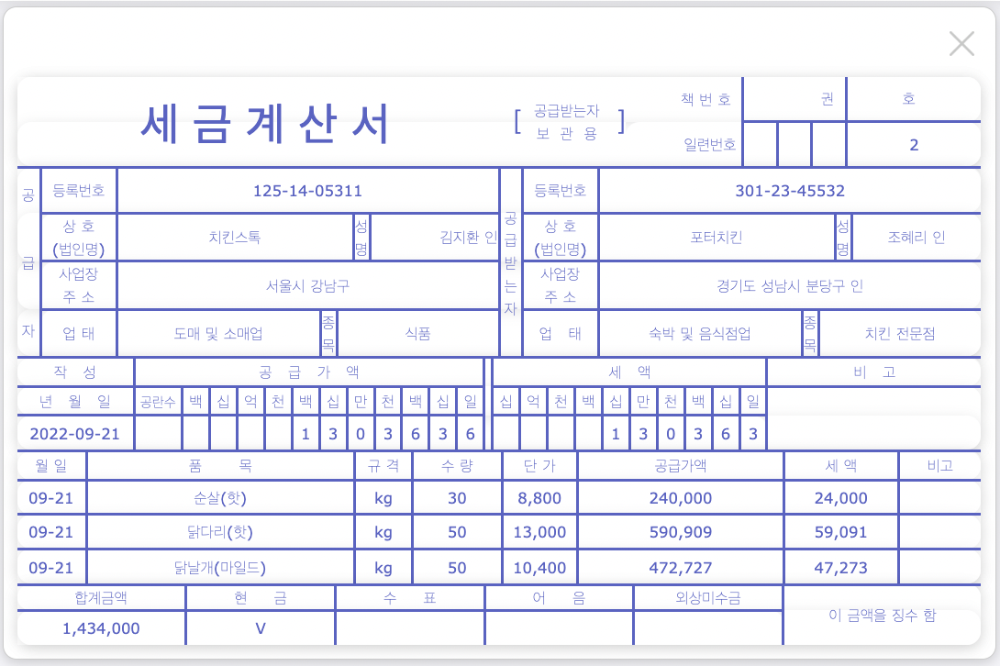 세금계산서 [ 공급받는자 보 관 용 ] 책 번 호 권 호
일련번호 2
공급자 등록번호 125-14-05311 공급받는자 등록번호 301-23-45532
상 호 (법인명) 치킨스톡 성명 김지환 인 상 호 (법인명) 포터치킨 성명 조혜리 인
사업장 주 소 서울시 강남구 사업장 주 소 경기도 성남시 분당구 인
업 태 도매 및 소매업 종목 식품 업 태 숙박 및 음식점업 종목 치킨 전문점
작 성 공 급 가 액 세 액 비 고
년 월 일 공란수 백 십 억 천 백 십 만 천 백 십 일 십 억 천 백 십 만 천 백 십 일
2022-09-21 1 3 0 3 6 3 6 1 3 0 3 6 3
월 일 품 목 규 격 수 량 단 가 공급가액 세 액 비고
09-21 순살(핫) kg 30 8,800 240,000 24,000
09-21 닭다리(핫) kg 50 13,000 590,909 59,091
09-21 닭날개(마일드) kg 50 10,400 472,727 47,273
합계금액 현 금 수 표 어 음 외상미수금 이 금액을 징수 함
1,434,000 V